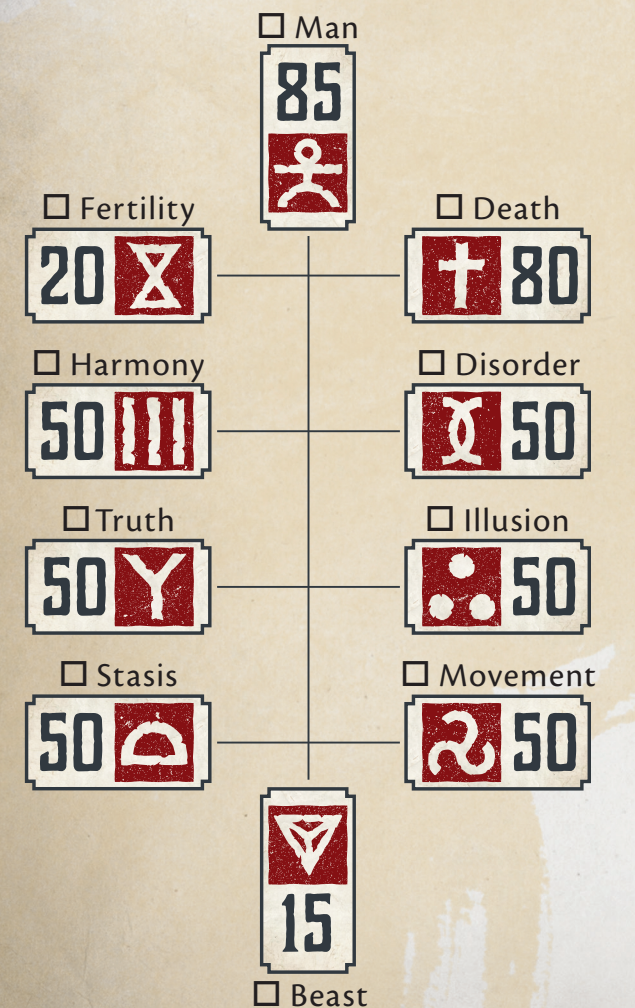 Man
85
Fertility
Death
20
80
Harmony
Disorder
50
50
Truth
Illusion
50
50
Stasis
Movement
50
50
15
Beast